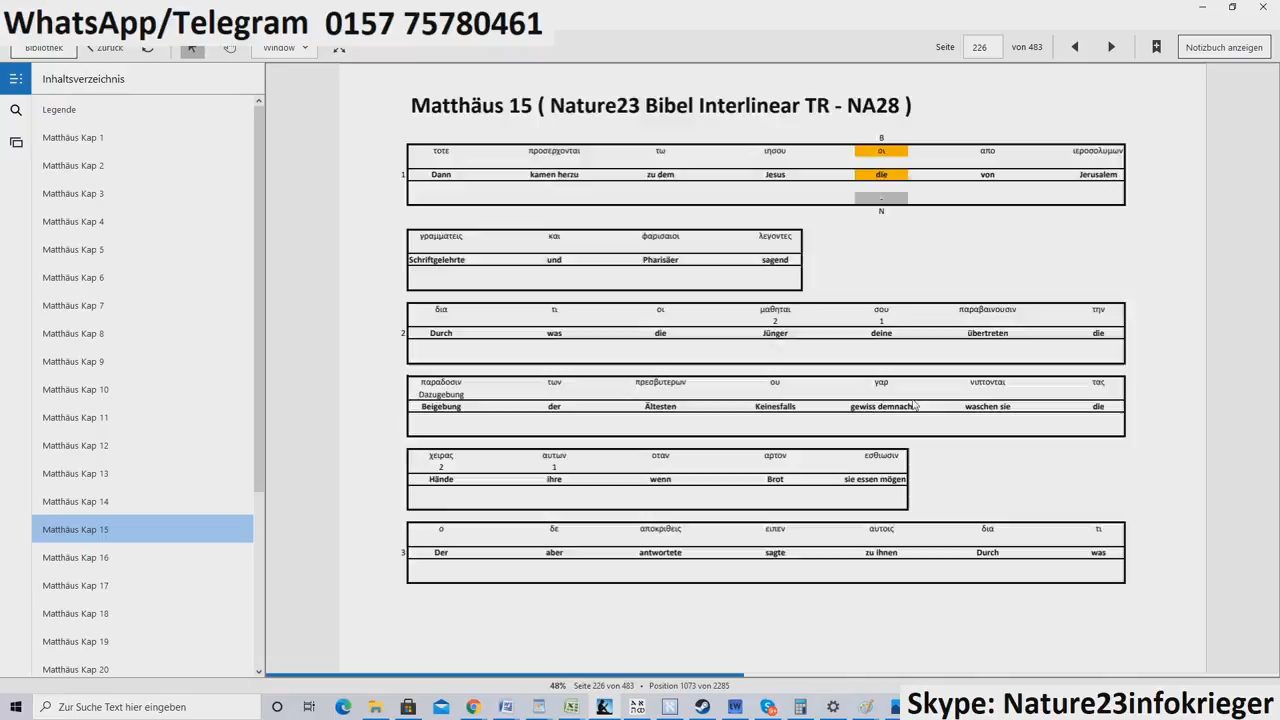 WhatsApp/Telegram 0157 75780461
Bibliothek Zurück Window Seite 226 von 483 Notizbuch anzeigen
Inhaltsverzeichnis
Legende
Matthäus Kap 1
Matthäus Kap 2
Matthäus Kap 3
Matthäus Kap 4
Matthäus Kap 5
Matthäus Kap 6
Matthäus Kap 7
Matthäus Kap 8
Matthäus Kap 9
Matthäus Kap 10
Matthäus Kap 11
Matthäus Kap 12
Matthäus Kap 13
Matthäus Kap 14
Matthäus Kap 15
Matthäus Kap 16
Matthäus Kap 17
Matthäus Kap 18
Matthäus Kap 19
Matthäus Kap 20
Matthäus 15 ( Nature23 Bibel Interlinear TR - NA28 )
B
τοτε προσερχονται τω ιησου οι απο ιεροσολυμων
1 Dann kamen herzu zu dem Jesus die von Jerusalem
-
N
γραμματεις και φαρισαιοι λεγοντες
Schriftgelehrte und Pharisäer sagend
δια τι οι μαθηται σου παραβαινουσιν την
2 1
2 Durch was die Jünger deine übertreten die
παραδοσιν των πρεσβυτερων ου γαρ νιπτονται τας
Dazugebung
Beigebung der Ältesten Keinesfalls gewiss demnach waschen sie die
χειρας αυτων οταν αρτον εσθιωσιν
2 1
Hände ihre wenn Brot sie essen mögen
ο δε αποκριθεις ειπεν αυτοις δια τι
3 Der aber antwortete sagte zu ihnen Durch was
48% Seite 226 von 483 • Position 1073 von 2285
Zur Suche Text hier eingeben
Skype: Nature23infokrieger